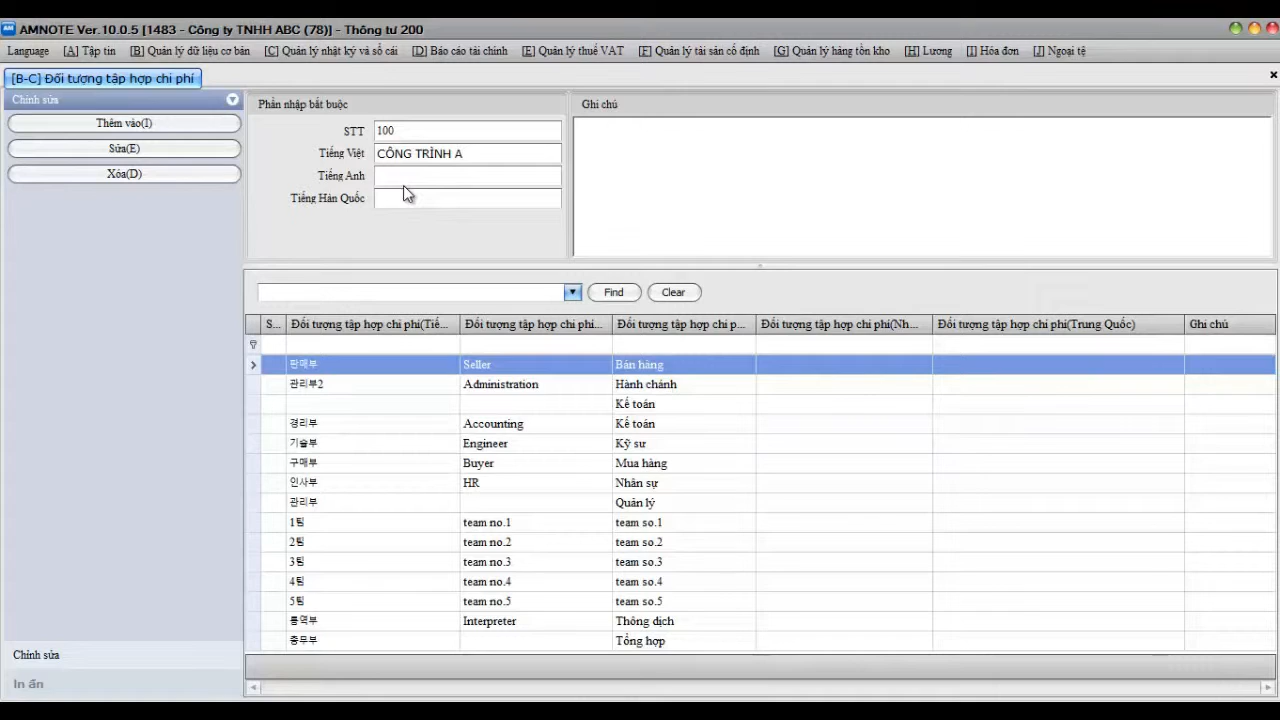 AMNOTE Ver.10.0.5 [1483 - Công ty TNHH ABC (78)] - Thông tư 200
Language [A] Tập tin [B] Quản lý dữ liệu cơ bản [C] Quản lý nhật ký và sổ cái [D] Báo cáo tài chính [E] Quản lý thuế VAT [F] Quản lý tài sản cố định [G] Quản lý hàng tồn kho [H] Lương [I] Hóa đơn [J] Ngoại tệ
[B-C] Đối tượng tập hợp chi phí
Chỉnh sửa
Thêm vào(I)
Sửa(E)
Xóa(D)
Phần nhập bắt buộc
STT 100
Tiếng Việt CÔNG TRÌNH A
Tiếng Anh
Tiếng Hàn Quốc
Ghi chú
Find Clear
S... Đối tượng tập hợp chi phí(Tiế... Đối tượng tập hợp chi phí... Đối tượng tập hợp chi p... Đối tượng tập hợp chi phí(Nh... Đối tượng tập hợp chi phí(Trung Quốc) Ghi chú
판매부 Seller Bán hàng
관리부2 Administration Hành chánh
Kế toán
경리부 Accounting Kế toán
기술부 Engineer Kỹ sư
구매부 Buyer Mua hàng
인사부 HR Nhân sự
관리부 Quản lý
1팀 team no.1 team so.1
2팀 team no.2 team so.2
3팀 team no.3 team so.3
4팀 team no.4 team so.4
5팀 team no.5 team so.5
통역부 Interpreter Thông dịch
총무부 Tổng hợp
Chỉnh sửa
In ấn